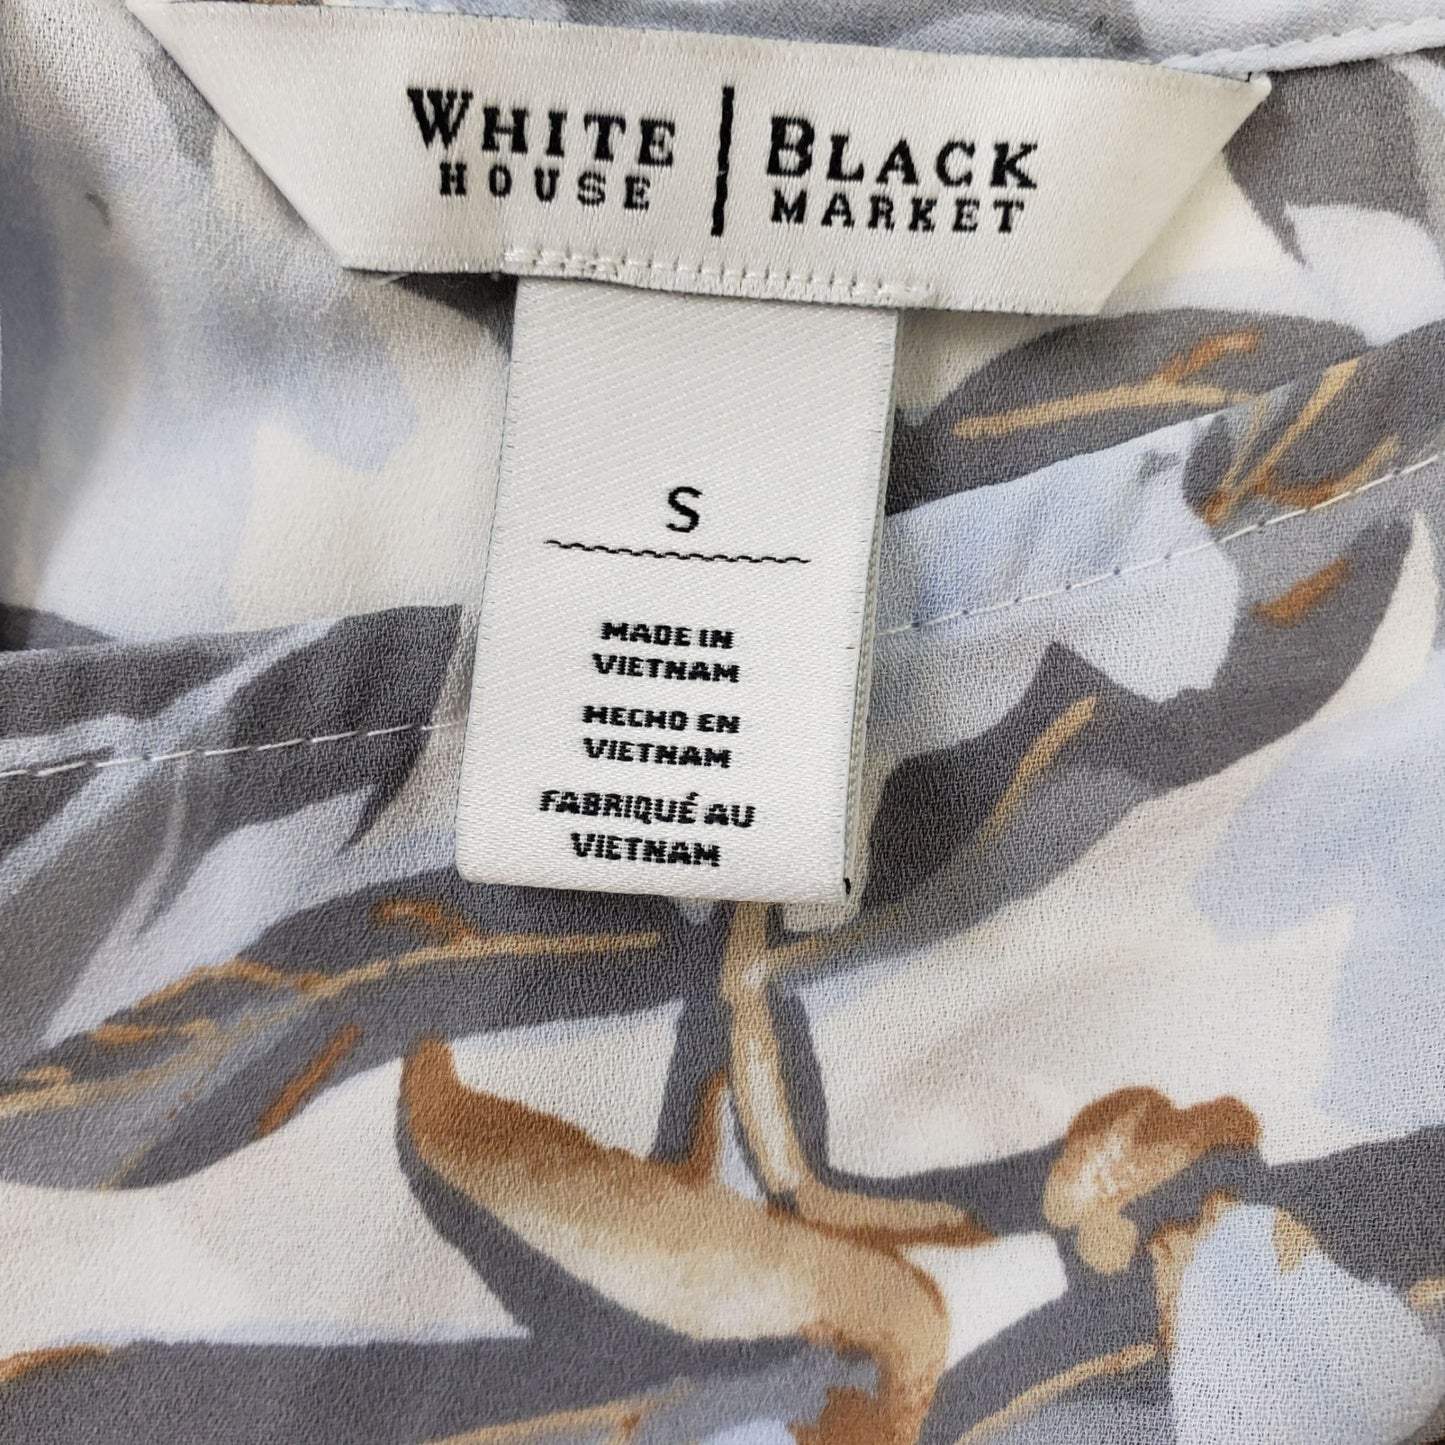 WHITE | BLACK
HOUSE | MARKET
S
MADE IN
VIETNAM
HECHO EN
VIETNAM
FABRIQUÉ AU
VIETNAM